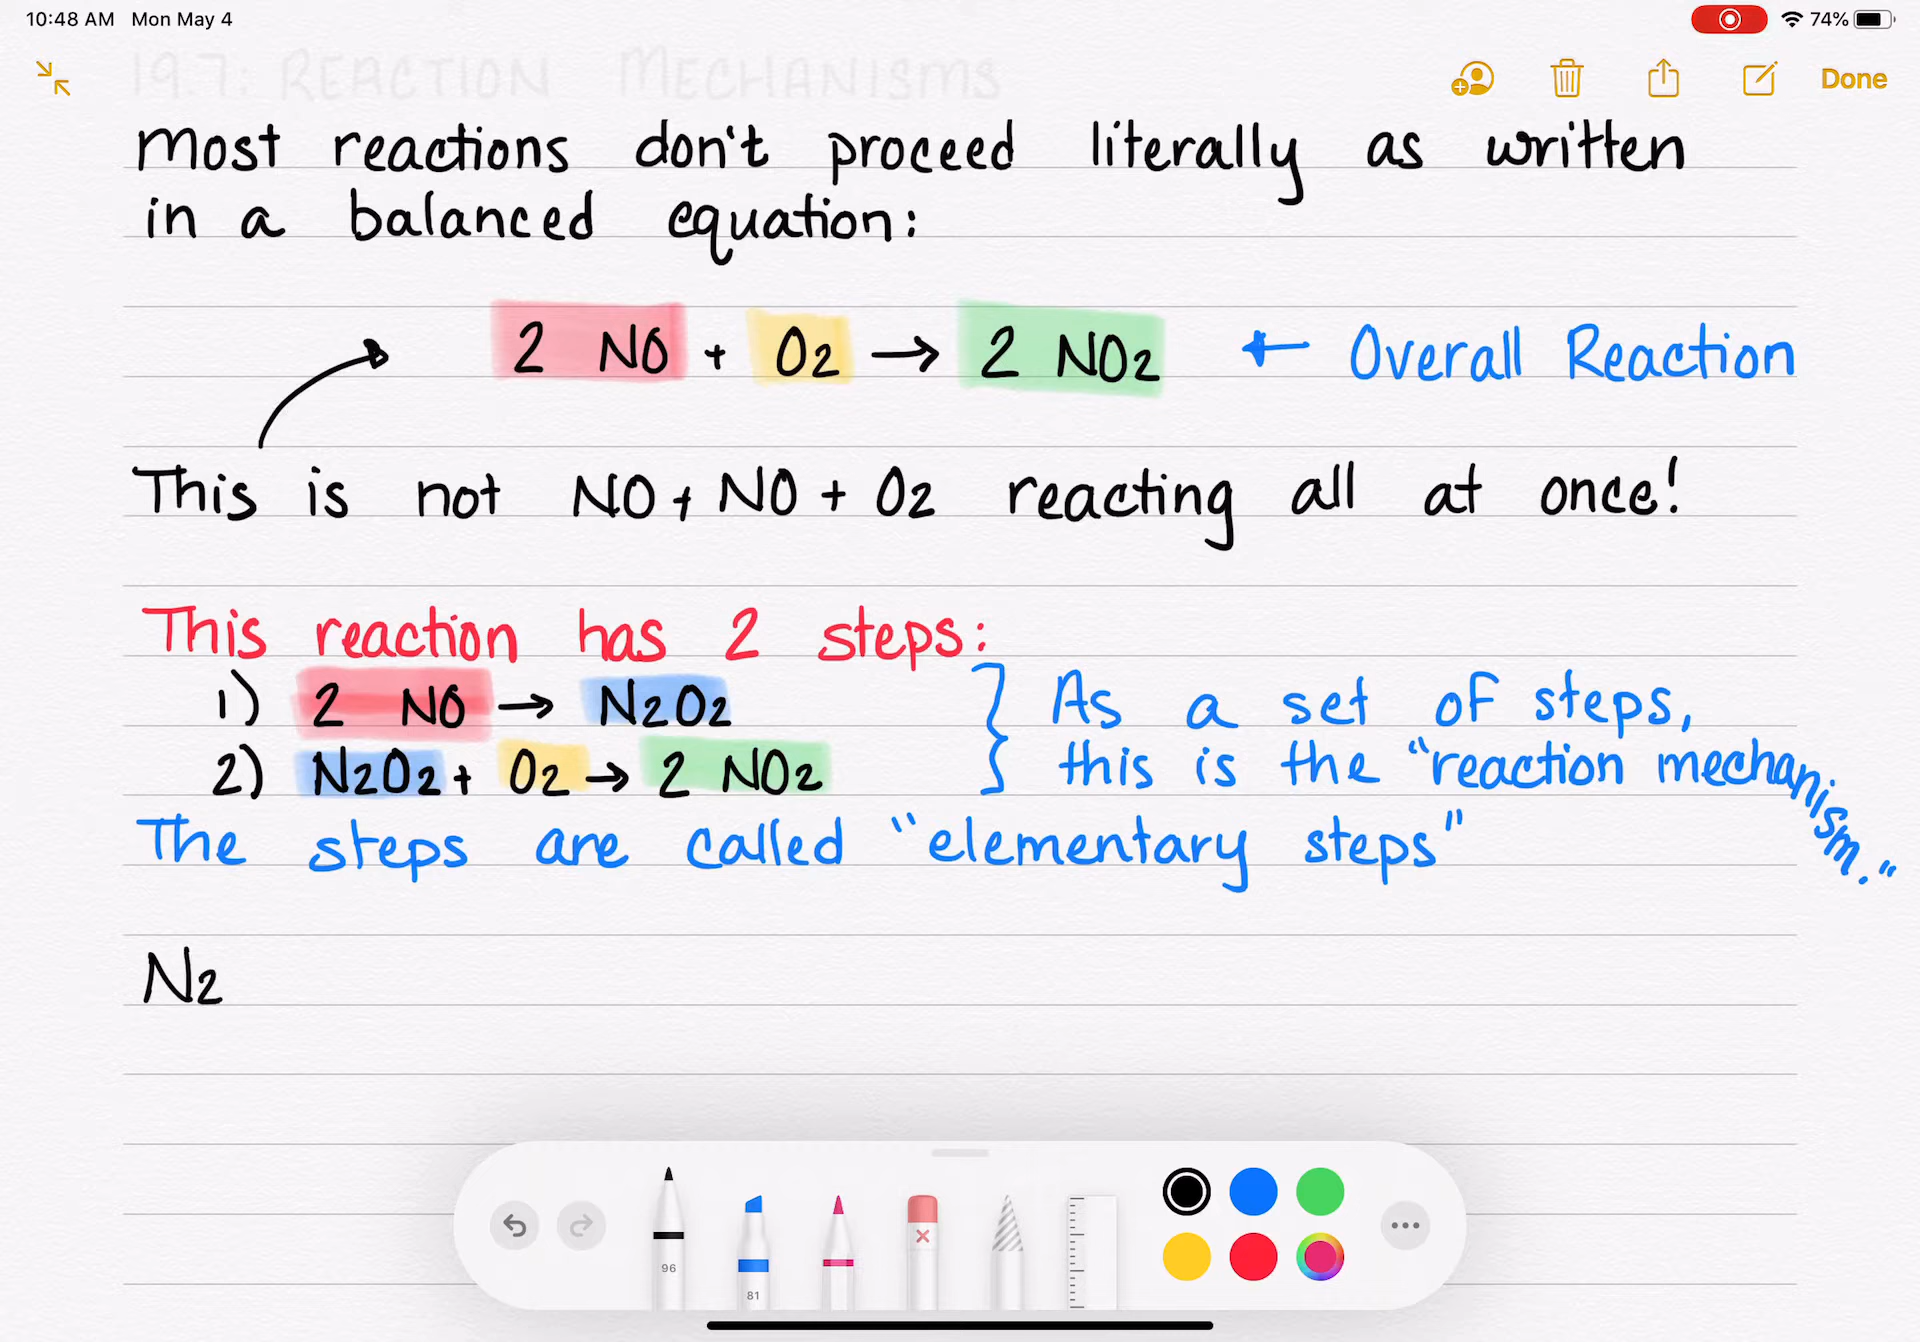 10:48 AM Mon May 4
74%
19.7: REACTION MECHANISMS
Done
Most reactions don't proceed literally as written
in a balanced equation:
2 NO + O2 → 2 NO2 ← Overall Reaction
This is not NO + NO + O2 reacting all at once!
This reaction has 2 steps:
1) 2 NO → N2O2 } As a set of steps,
2) N2O2 + O2 → 2 NO2 this is the "reaction mechanism."
The steps are called "elementary steps"
N2
96
81